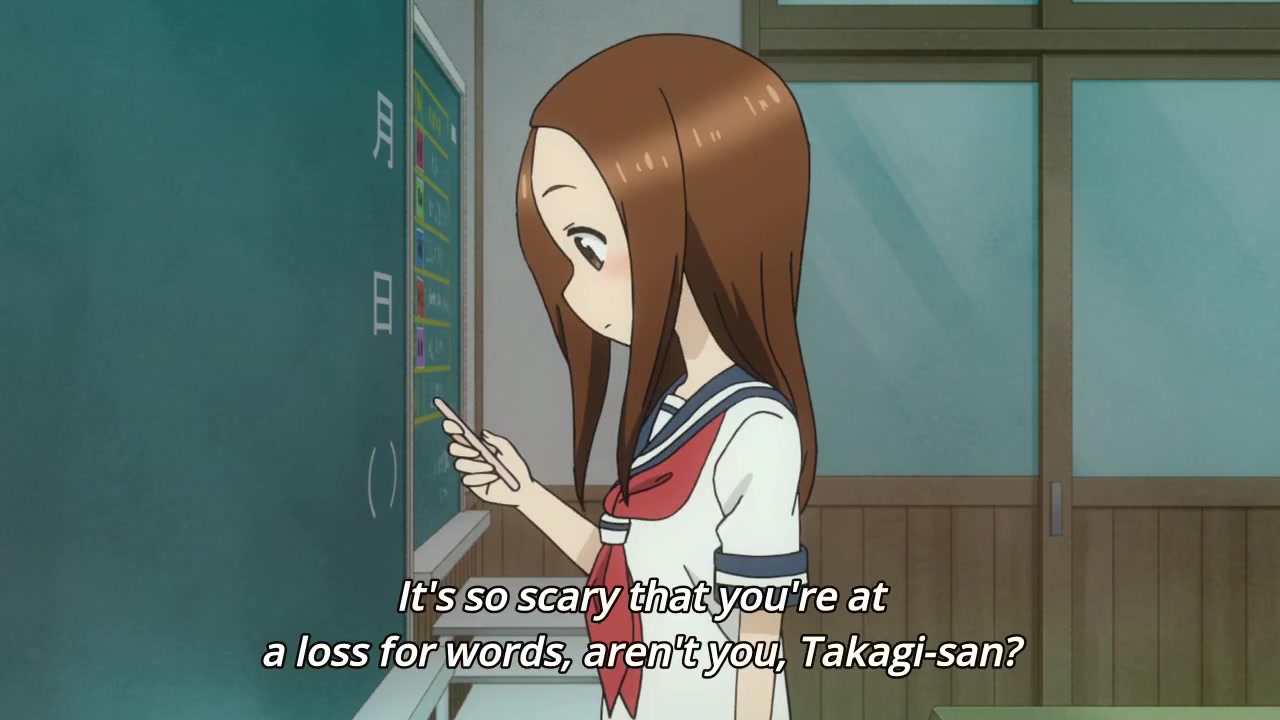 月
日
( )
It's so scary that you're at
a loss for words, aren't you, Takagi-san?